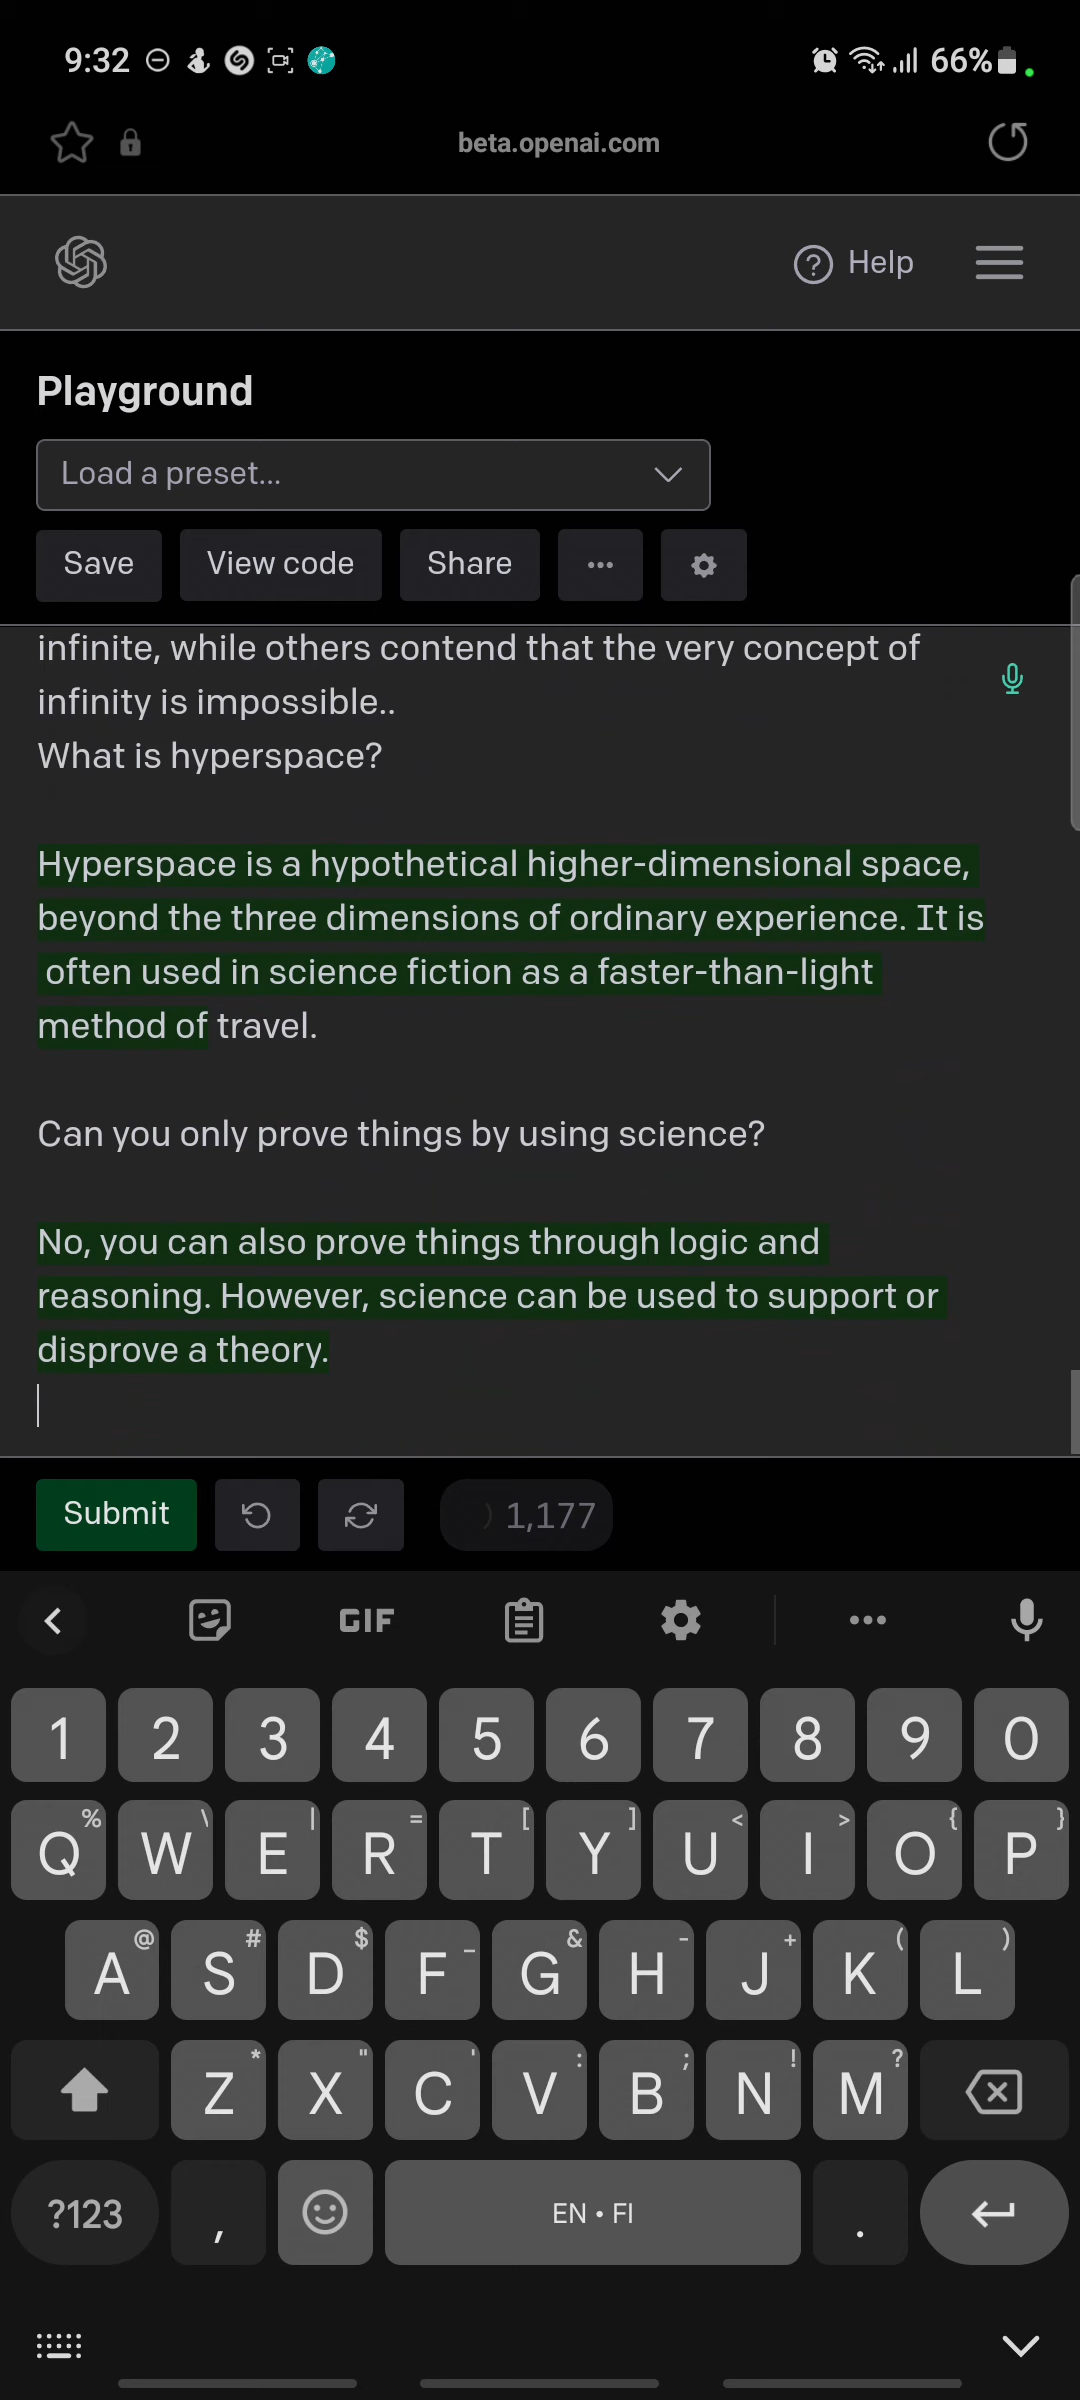 9:32
66%
beta.openai.com
Help
Playground
Load a preset...
Save View code Share ...
infinite, while others contend that the very concept of
infinity is impossible..
What is hyperspace?
Hyperspace is a hypothetical higher-dimensional space,
beyond the three dimensions of ordinary experience. It is
often used in science fiction as a faster-than-light
method of travel.
Can you only prove things by using science?
No, you can also prove things through logic and
reasoning. However, science can be used to support or
disprove a theory.
Submit 1,177
GIF
1 2 3 4 5 6 7 8 9 0
% \ | = [ ] < > { }
Q W E R T Y U I O P
@ # $ _ & - + ( )
A S D F G H J K L
* " ' : ; ! ?
Z X C V B N M
?123 , EN • FI .